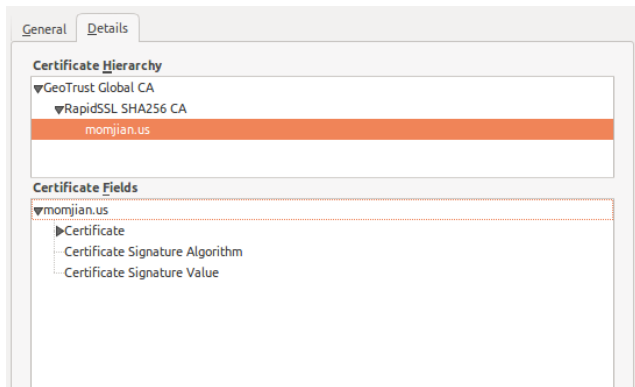 General Details
Certificate Hierarchy
GeoTrust Global CA
RapidSSL SHA256 CA
momjian.us
Certificate Fields
momjian.us
Certificate
Certificate Signature Algorithm
Certificate Signature Value